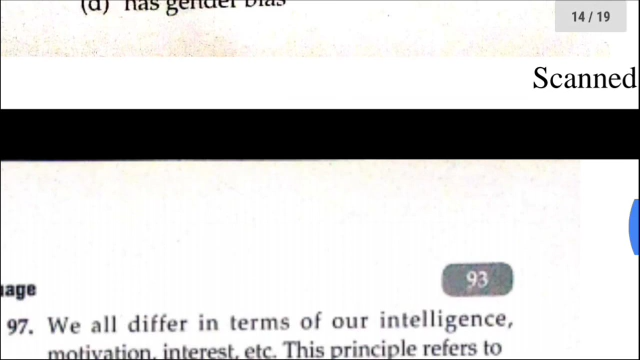 (d) has gender bias
14 / 19
Scanned
93
uage
97. We all differ in terms of our intelligence,
motivation, interest, etc. This principle refers to